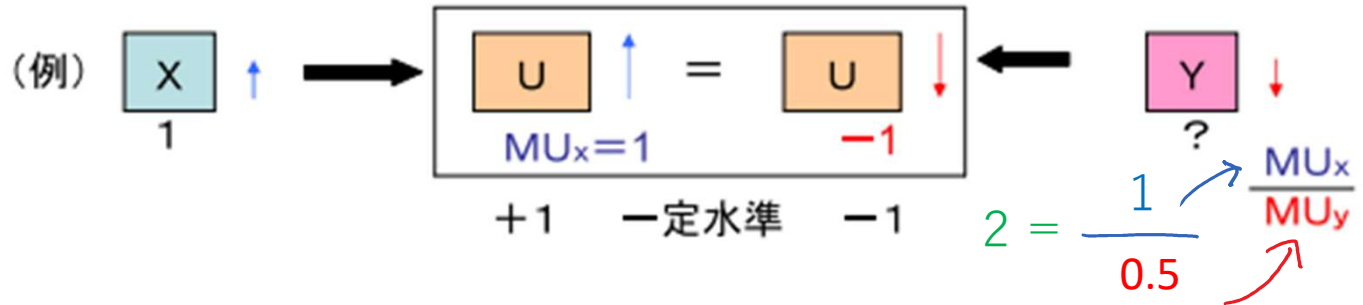 (例) X U = U Y
1 MUx=1 −1 ?
+1 一定水準 −1
2 = 1/0.5 MUx/MUy